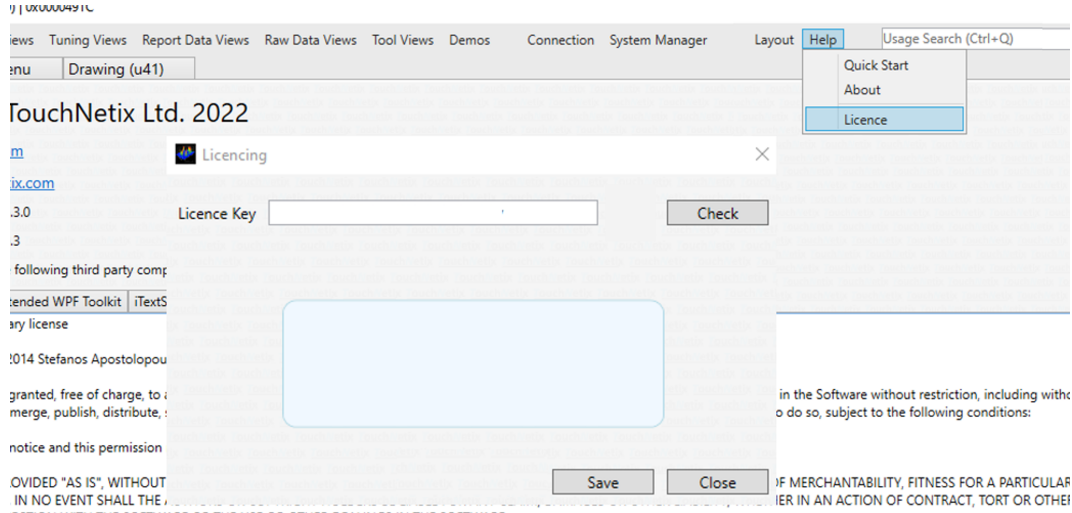 iews Tuning Views Report Data Views Raw Data Views Tool Views Demos Connection System Manager Layout Help Usage Search (Ctrl+Q)
enu Drawing (u41) Quick Start
About
TouchNetix Ltd. 2022 Licence
m Licencing
ix.com
.3.0 Licence Key Check
.3
following third party comp
tended WPF Toolkit iTextS
ary license
2014 Stefanos Apostolopou
granted, free of charge, to a in the Software without restriction, including witho
merge, publish, distribute, s o do so, subject to the following conditions:
notice and this permission
OVIDED "AS IS", WITHOUT Save Close OF MERCHANTABILITY, FITNESS FOR A PARTICULAR
IN NO EVENT SHALL THE IER IN AN ACTION OF CONTRACT, TORT OR OTHER